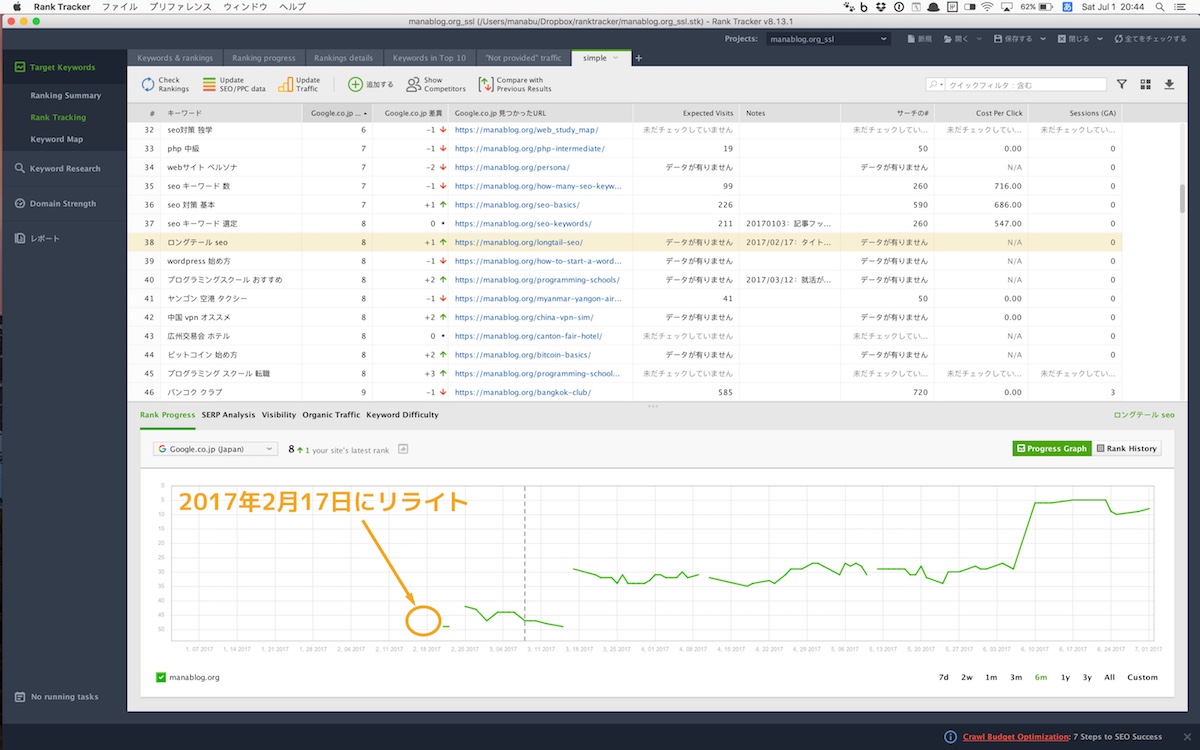 Rank Tracker ファイル プリファレンス ウィンドウ ヘルプ 62% Sat Jul 1 20:44
manablog.org_ssl (/Users/manabu/Dropbox/ranktracker/manablog.org_ssl.stk) - Rank Tracker v8.13.1
Projects: manablog.org_ssl 新規 開く 保存する 閉じる 全てをチェックする
Target Keywords
Ranking Summary
Rank Tracking
Keyword Map
Keyword Research
Domain Strength
レポート
No running tasks
Keywords & rankings Ranking progress Rankings details Keywords in Top 10 "Not provided" traffic simple +
Check Rankings Update SEO/PPC data Update Traffic 追加する Show Competitors Compare with Previous Results クイックフィルタ：含む
# キーワード Google.co.jp ... Google.co.jp 差異 Google.co.jp 見つかったURL Expected Visits Notes サーチの# Cost Per Click Sessions (GA)
32 seo対策 独学 6 -1 https://manablog.org/web_study_map/ 未だチェックしていません 未だチェックしてい... 未だチェックしてい... 未だチェックしてい...
33 php 中級 7 -1 https://manablog.org/php-intermediate/ 19 50 0.00 0
34 webサイト ペルソナ 7 -2 https://manablog.org/persona/ データが有りません データが有りません N/A 0
35 seo キーワード 数 7 -1 https://manablog.org/how-many-seo-keyw... 99 260 716.00 0
36 seo 対策 基本 7 +1 https://manablog.org/seo-basics/ 226 590 686.00 0
37 seo キーワード 選定 8 0 https://manablog.org/seo-keywords/ 211 20170103：記事フッ... 260 547.00 0
38 ロングテール seo 8 +1 https://manablog.org/longtail-seo/ データが有りません 2017/02/17：タイト... データが有りません N/A 0
39 wordpress 始め方 8 -1 https://manablog.org/how-to-start-a-word... データが有りません データが有りません N/A 0
40 プログラミングスクール おすすめ 8 +2 https://manablog.org/programming-schools/ データが有りません 2017/03/12：就活が... データが有りません N/A 0
41 ヤンゴン 空港 タクシー 8 -1 https://manablog.org/myanmar-yangon-air... 41 50 0.00 0
42 中国 vpn オススメ 8 +2 https://manablog.org/china-vpn-sim/ データが有りません データが有りません N/A 0
43 広州交易会 ホテル 8 0 https://manablog.org/canton-fair-hotel/ 未だチェックしていません 未だチェックしてい... 未だチェックしてい... 0
44 ビットコイン 始め方 8 +2 https://manablog.org/bitcoin-basics/ データが有りません データが有りません N/A 0
45 プログラミング スクール 転職 8 +3 https://manablog.org/programming-school... 未だチェックしていません 未だチェックしてい... 未だチェックしてい... 0
46 バンコク クラブ 9 -1 https://manablog.org/bangkok-club/ 585 720 0.00 3
Rank Progress SERP Analysis Visibility Organic Traffic Keyword Difficulty ロングテール seo
Google.co.jp (Japan) 8 1 your site's latest rank Progress Graph Rank History
2017年2月17日にリライト
0
5
10
15
20
25
30
35
40
45
50
1, 07 2017 1, 14 2017 1, 21 2017 1, 28 2017 2, 04 2017 2, 11 2017 2, 18 2017 2, 25 2017 3, 04 2017 3, 11 2017 3, 18 2017 3, 25 2017 4, 01 2017 4, 08 2017 4, 15 2017 4, 22 2017 4, 29 2017 5, 06 2017 5, 13 2017 5, 20 2017 5, 27 2017 6, 03 2017 6, 10 2017 6, 17 2017 6, 24 2017 7, 01 2017
manablog.org 7d 2w 1m 3m 6m 1y 3y All Custom
Crawl Budget Optimization: 7 Steps to SEO Success